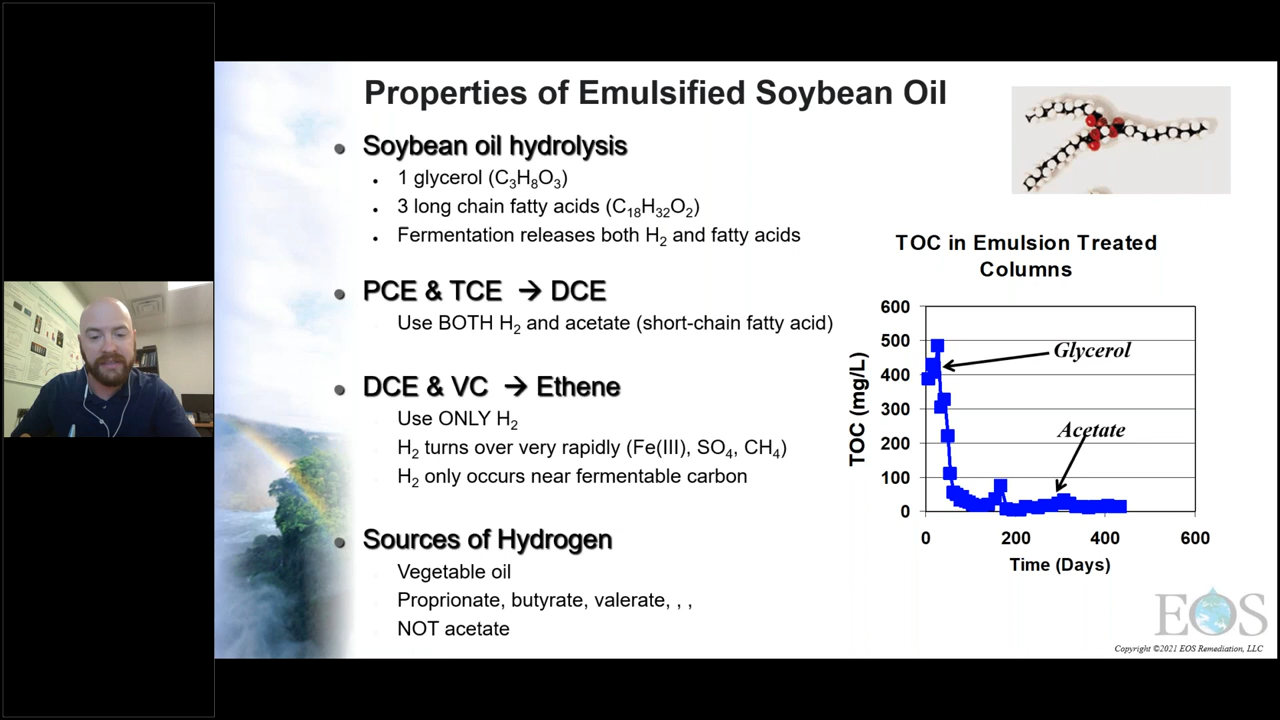 Properties of Emulsified Soybean Oil
Soybean oil hydrolysis
1 glycerol (C₃H₈O₃)
3 long chain fatty acids (C₁₈H₃₂O₂)
Fermentation releases both H₂ and fatty acids
PCE & TCE → DCE
Use BOTH H₂ and acetate (short-chain fatty acid)
DCE & VC → Ethene
Use ONLY H₂
H₂ turns over very rapidly (Fe(III), SO₄, CH₄)
H₂ only occurs near fermentable carbon
Sources of Hydrogen
Vegetable oil
Proprionate, butyrate, valerate, , ,
NOT acetate
TOC in Emulsion Treated
Columns
TOC (mg/L)
600
500
400
300
200
100
0
Glycerol
Acetate
0 200 400 600
Time (Days)
EOS
Copyright ©2021 EOS Remediation, LLC